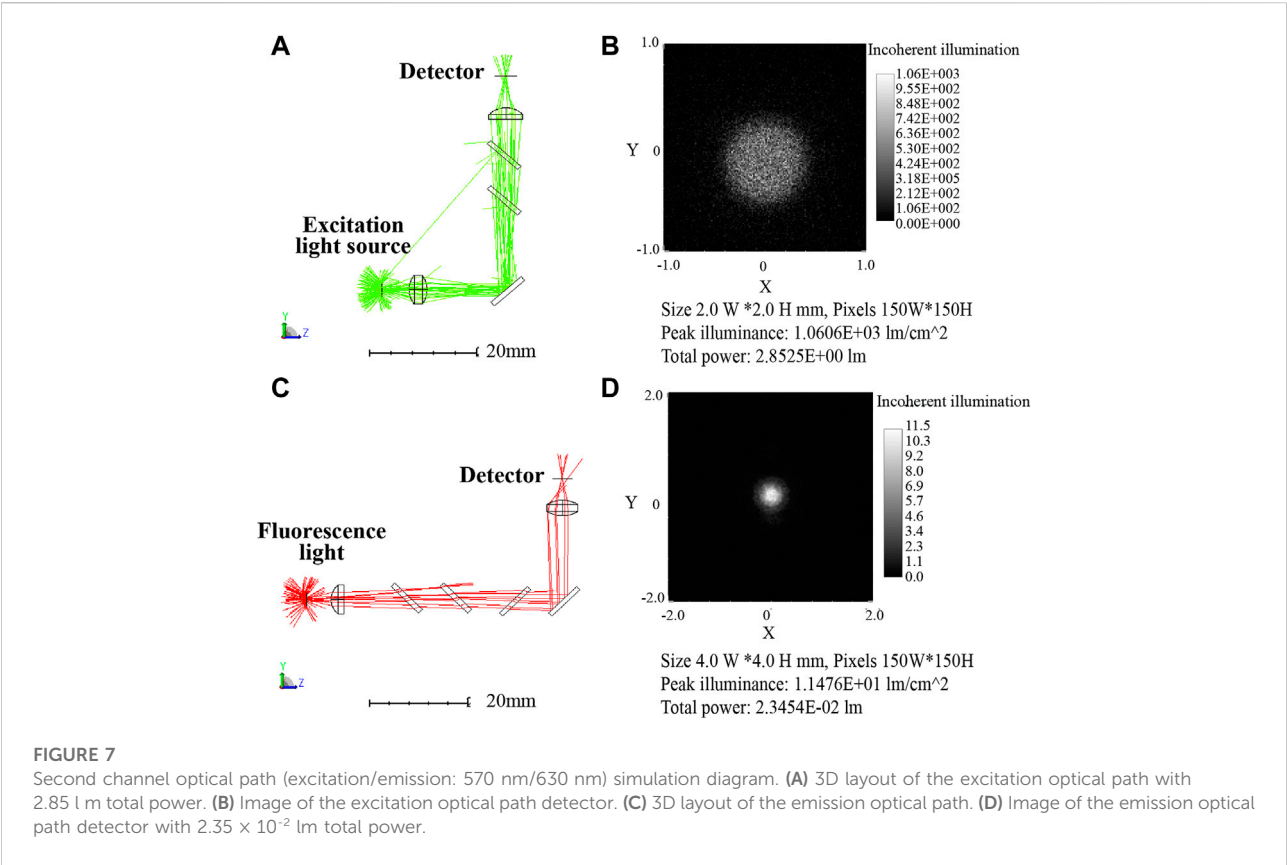 A
Detector
Excitation
light source
Y
Z
20mm
B
1.0
Y 0
-1.0
-1.0 0 1.0
X
Incoherent illumination
1.06E+003
9.55E+002
8.48E+002
7.42E+002
6.36E+002
5.30E+002
4.24E+002
3.18E+005
2.12E+002
1.06E+002
0.00E+000
Size 2.0 W *2.0 H mm, Pixels 150W*150H
Peak illuminance: 1.0606E+03 lm/cm^2
Total power: 2.8525E+00 lm
C
Detector
Fluorescence
light
Y
Z
20mm
D
2.0
Y 0
-2.0
-2.0 0 2.0
X
Incoherent illumination
11.5
10.3
9.2
8.0
6.9
5.7
4.6
3.4
2.3
1.1
0.0
Size 4.0 W *4.0 H mm, Pixels 150W*150H
Peak illuminance: 1.1476E+01 lm/cm^2
Total power: 2.3454E-02 lm
FIGURE 7
Second channel optical path (excitation/emission: 570 nm/630 nm) simulation diagram. (A) 3D layout of the excitation optical path with
2.85 l m total power. (B) Image of the excitation optical path detector. (C) 3D layout of the emission optical path. (D) Image of the emission optical
path detector with 2.35 × 10⁻² lm total power.